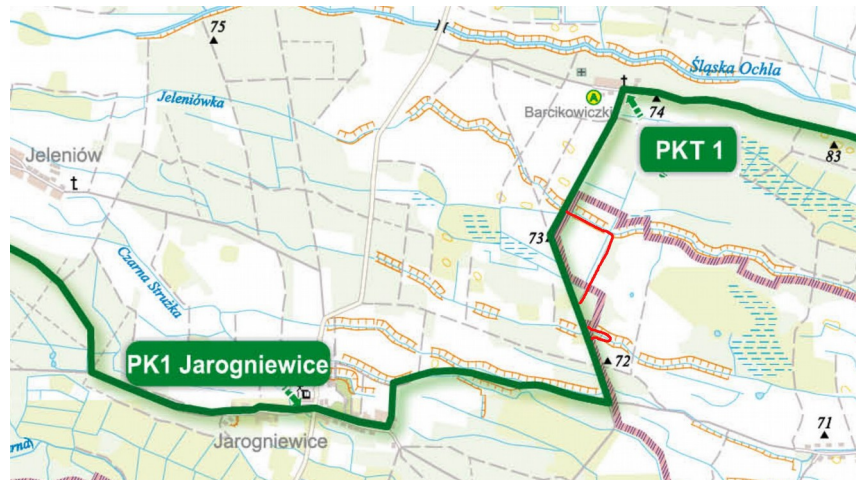 75
Śląska Ochla
Jeleniówka
Barcikowiczki
74
PKT 1
83
Jeleniów
73
Czarna Strużka
PK1 Jarogniewice
72
Jarogniewice
71